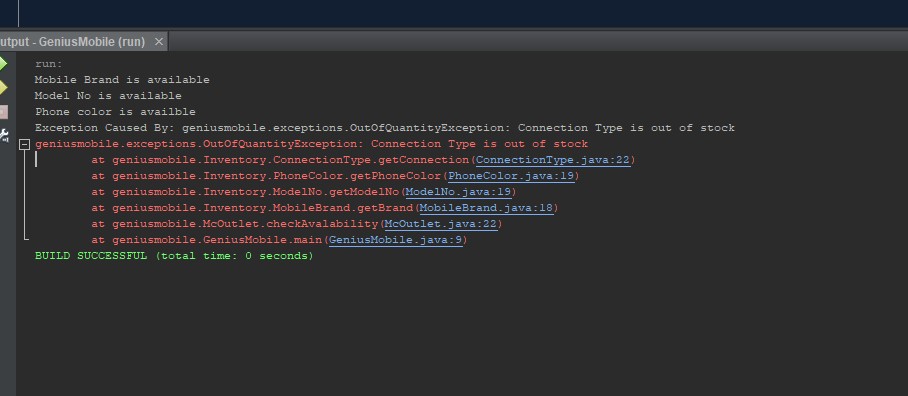 utput - GeniusMobile (run) ×
run:
Mobile Brand is available
Model No is available
Phone color is availble
Exception Caused By: geniusmobile.exceptions.OutOfQuantityException: Connection Type is out of stock
geniusmobile.exceptions.OutOfQuantityException: Connection Type is out of stock
at geniusmobile.Inventory.ConnectionType.getConnection(ConnectionType.java:22)
at geniusmobile.Inventory.PhoneColor.getPhoneColor(PhoneColor.java:19)
at geniusmobile.Inventory.ModelNo.getModelNo(ModelNo.java:19)
at geniusmobile.Inventory.MobileBrand.getBrand(MobileBrand.java:18)
at geniusmobile.McOutlet.checkAvalability(McOutlet.java:22)
at geniusmobile.GeniusMobile.main(GeniusMobile.java:9)
BUILD SUCCESSFUL (total time: 0 seconds)